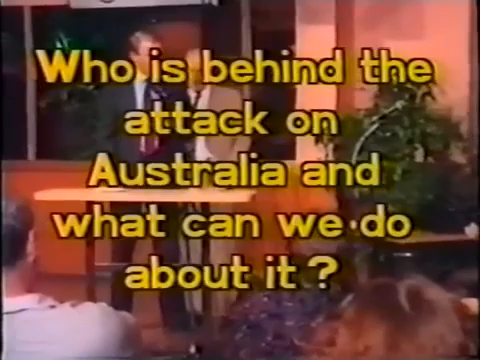 Who is behind the
attack on
Australia and
what can we do
about it?